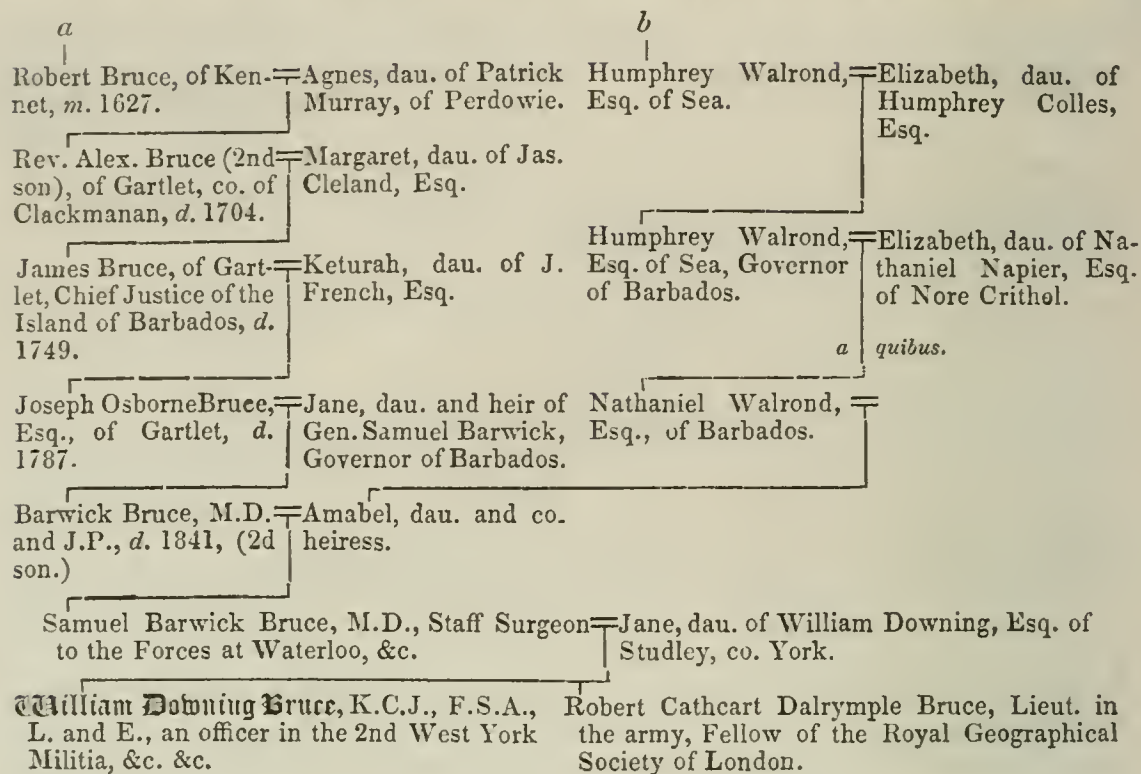 a
b
Robert Bruce, of Ken-
net, m. 1627.
Agnes, dau. of Patrick
Murray, of Perdowie.
Humphrey Walrond,
Esq. of Sea.
Elizabeth, dau. of
Humphrey Colles,
Esq.
Rev. Alex. Bruce (2nd
son), of Gartlet, co. of
Clackmanan, d. 1704.
Margaret, dau. of Jas.
Cleland, Esq.
James Bruce, of Gart-
let, Chief Justice of the
Island of Barbados, d.
1749.
Keturah, dau. of J.
French, Esq.
Humphrey Walrond,
Esq. of Sea, Governor
of Barbados.
Elizabeth, dau. of Na-
thaniel Napier, Esq.
of Nore Crithel.
a quibus.
Joseph Osborne Bruce,
Esq., of Gartlet, d.
1787.
Jane, dau. and heir of
Gen. Samuel Barwick,
Governor of Barbados.
Nathaniel Walrond,
Esq., of Barbados.
Barwick Bruce, M.D.
and J.P., d. 1841, (2d
son.)
Amabel, dau. and co-
heiress.
Samuel Barwick Bruce, M.D., Staff Surgeon
to the Forces at Waterloo, &c.
Jane, dau. of William Downing, Esq. of
Studley, co. York.
William Downing Bruce, K.C.J., F.S.A.,
L. and E., an officer in the 2nd West York
Militia, &c. &c.
Robert Cathcart Dalrymple Bruce, Lieut. in
the army, Fellow of the Royal Geographical
Society of London.